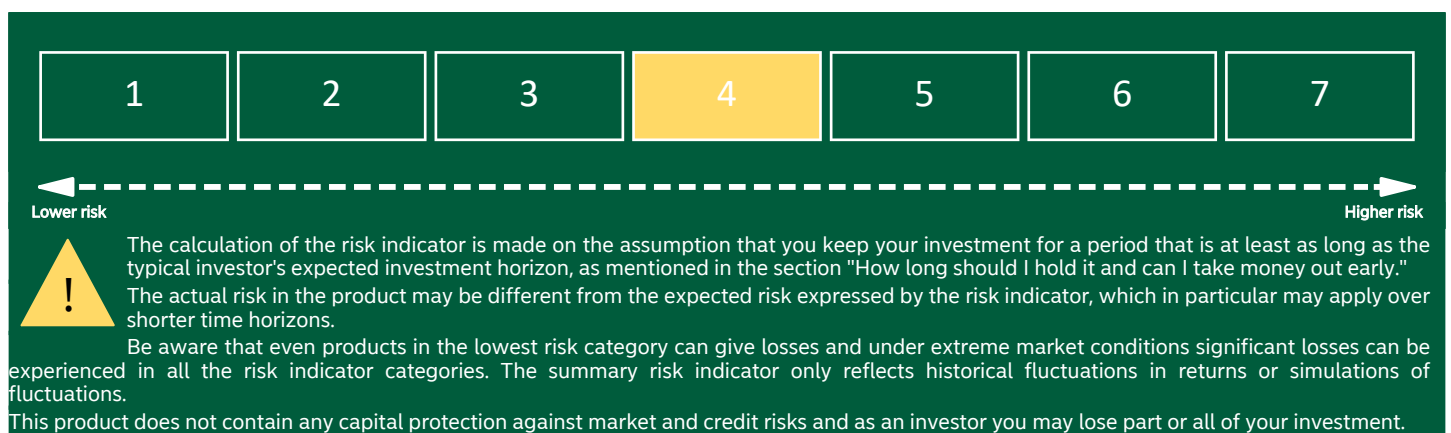 1 2 3 4 5 6 7
Lower risk Higher risk
The calculation of the risk indicator is made on the assumption that you keep your investment for a period that is at least as long as the
typical investor's expected investment horizon, as mentioned in the section "How long should I hold it and can I take money out early."
!
The actual risk in the product may be different from the expected risk expressed by the risk indicator, which in particular may apply over
shorter time horizons.
Be aware that even products in the lowest risk category can give losses and under extreme market conditions significant losses can be
experienced in all the risk indicator categories. The summary risk indicator only reflects historical fluctuations in returns or simulations of
fluctuations.
This product does not contain any capital protection against market and credit risks and as an investor you may lose part or all of your investment.